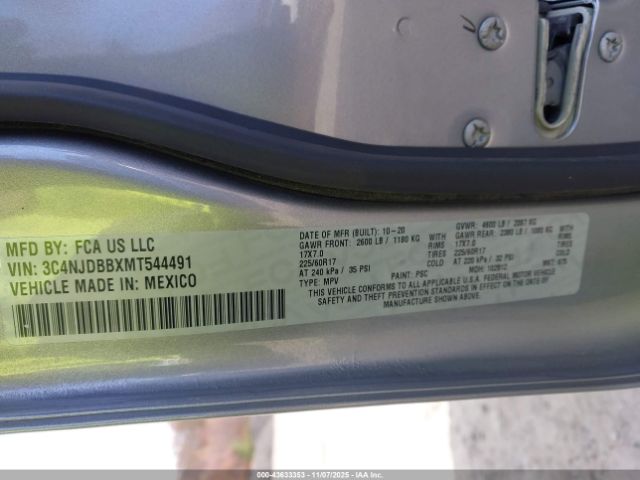 MFD BY: FCA US LLC
VIN: 3C4NJDBBXMT544491
VEHICLE MADE IN: MEXICO
DATE OF MFR (BUILT): 10-20
GAWR FRONT: 2600 LB / 1180 KG WITH
17X7.0 RIMS
225/60R17 TIRES
AT 240 kPa / 35 PSI COLD
TYPE: MPV PAINT: PSC
GVWR: 4600 LB / 2087 KG
GAWR REAR: LB / KG WITH
17X7.0 RIMS
225/60R17 TIRES
AT 220 kPa / 32 PSI COLD
MDH:
THIS VEHICLE CONFORMS TO ALL APPLICABLE U.S.A. FEDERAL MOTOR VEHICLE
SAFETY, BUMPER, AND THEFT PREVENTION STANDARDS IN EFFECT ON THE DATE OF
MANUFACTURE SHOWN ABOVE.
000-43633353 - 11/07/2025 - IAAI.COM